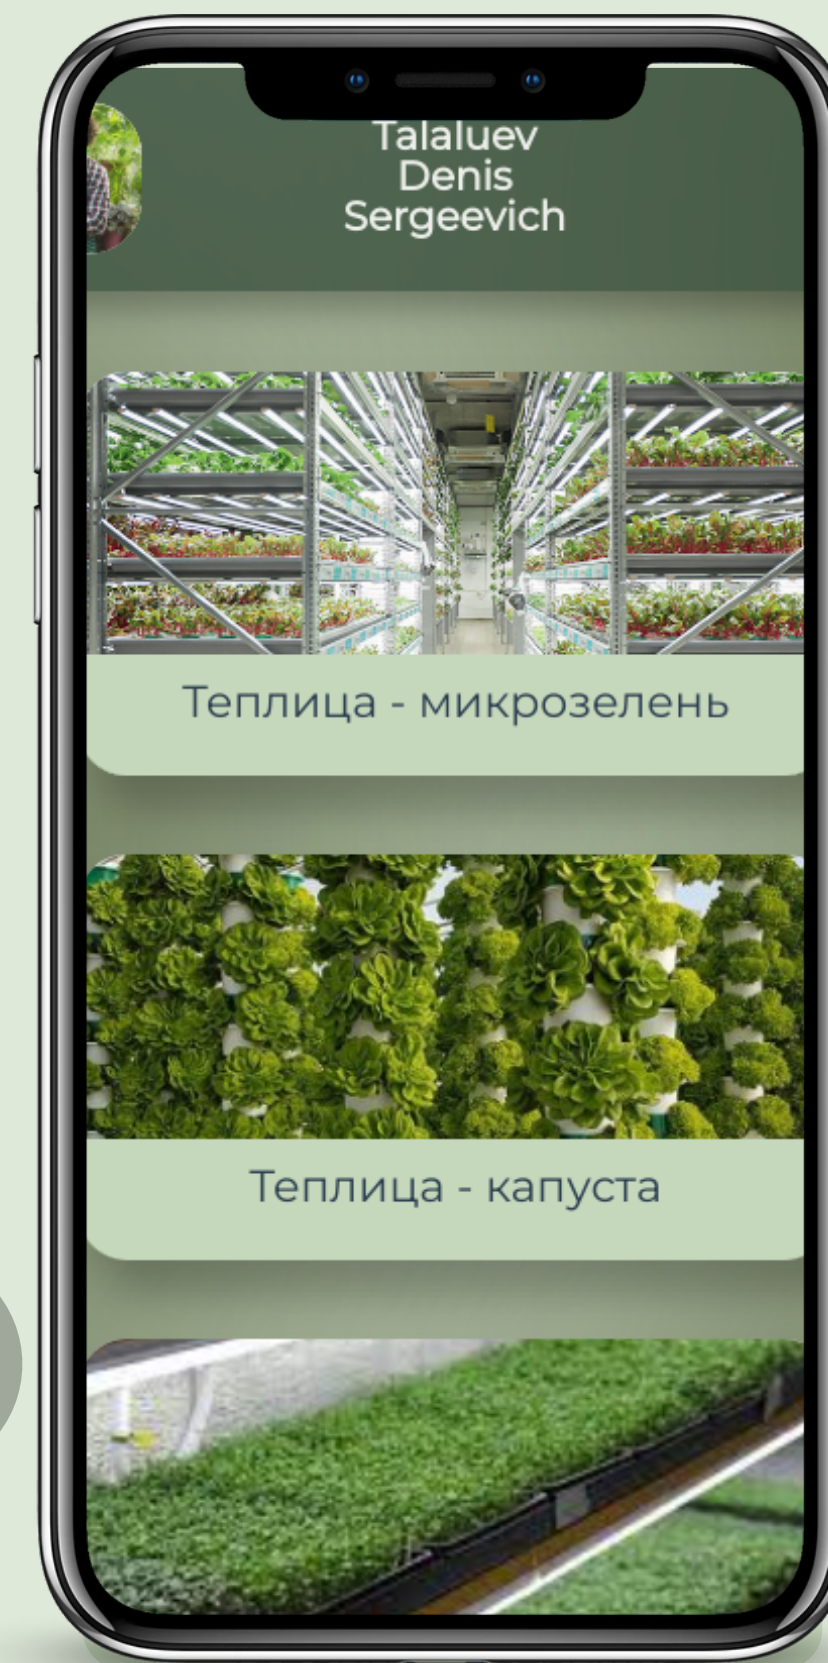 Talaluev
Denis
Sergeevich
Теплица - микрозелень
Теплица - капуста